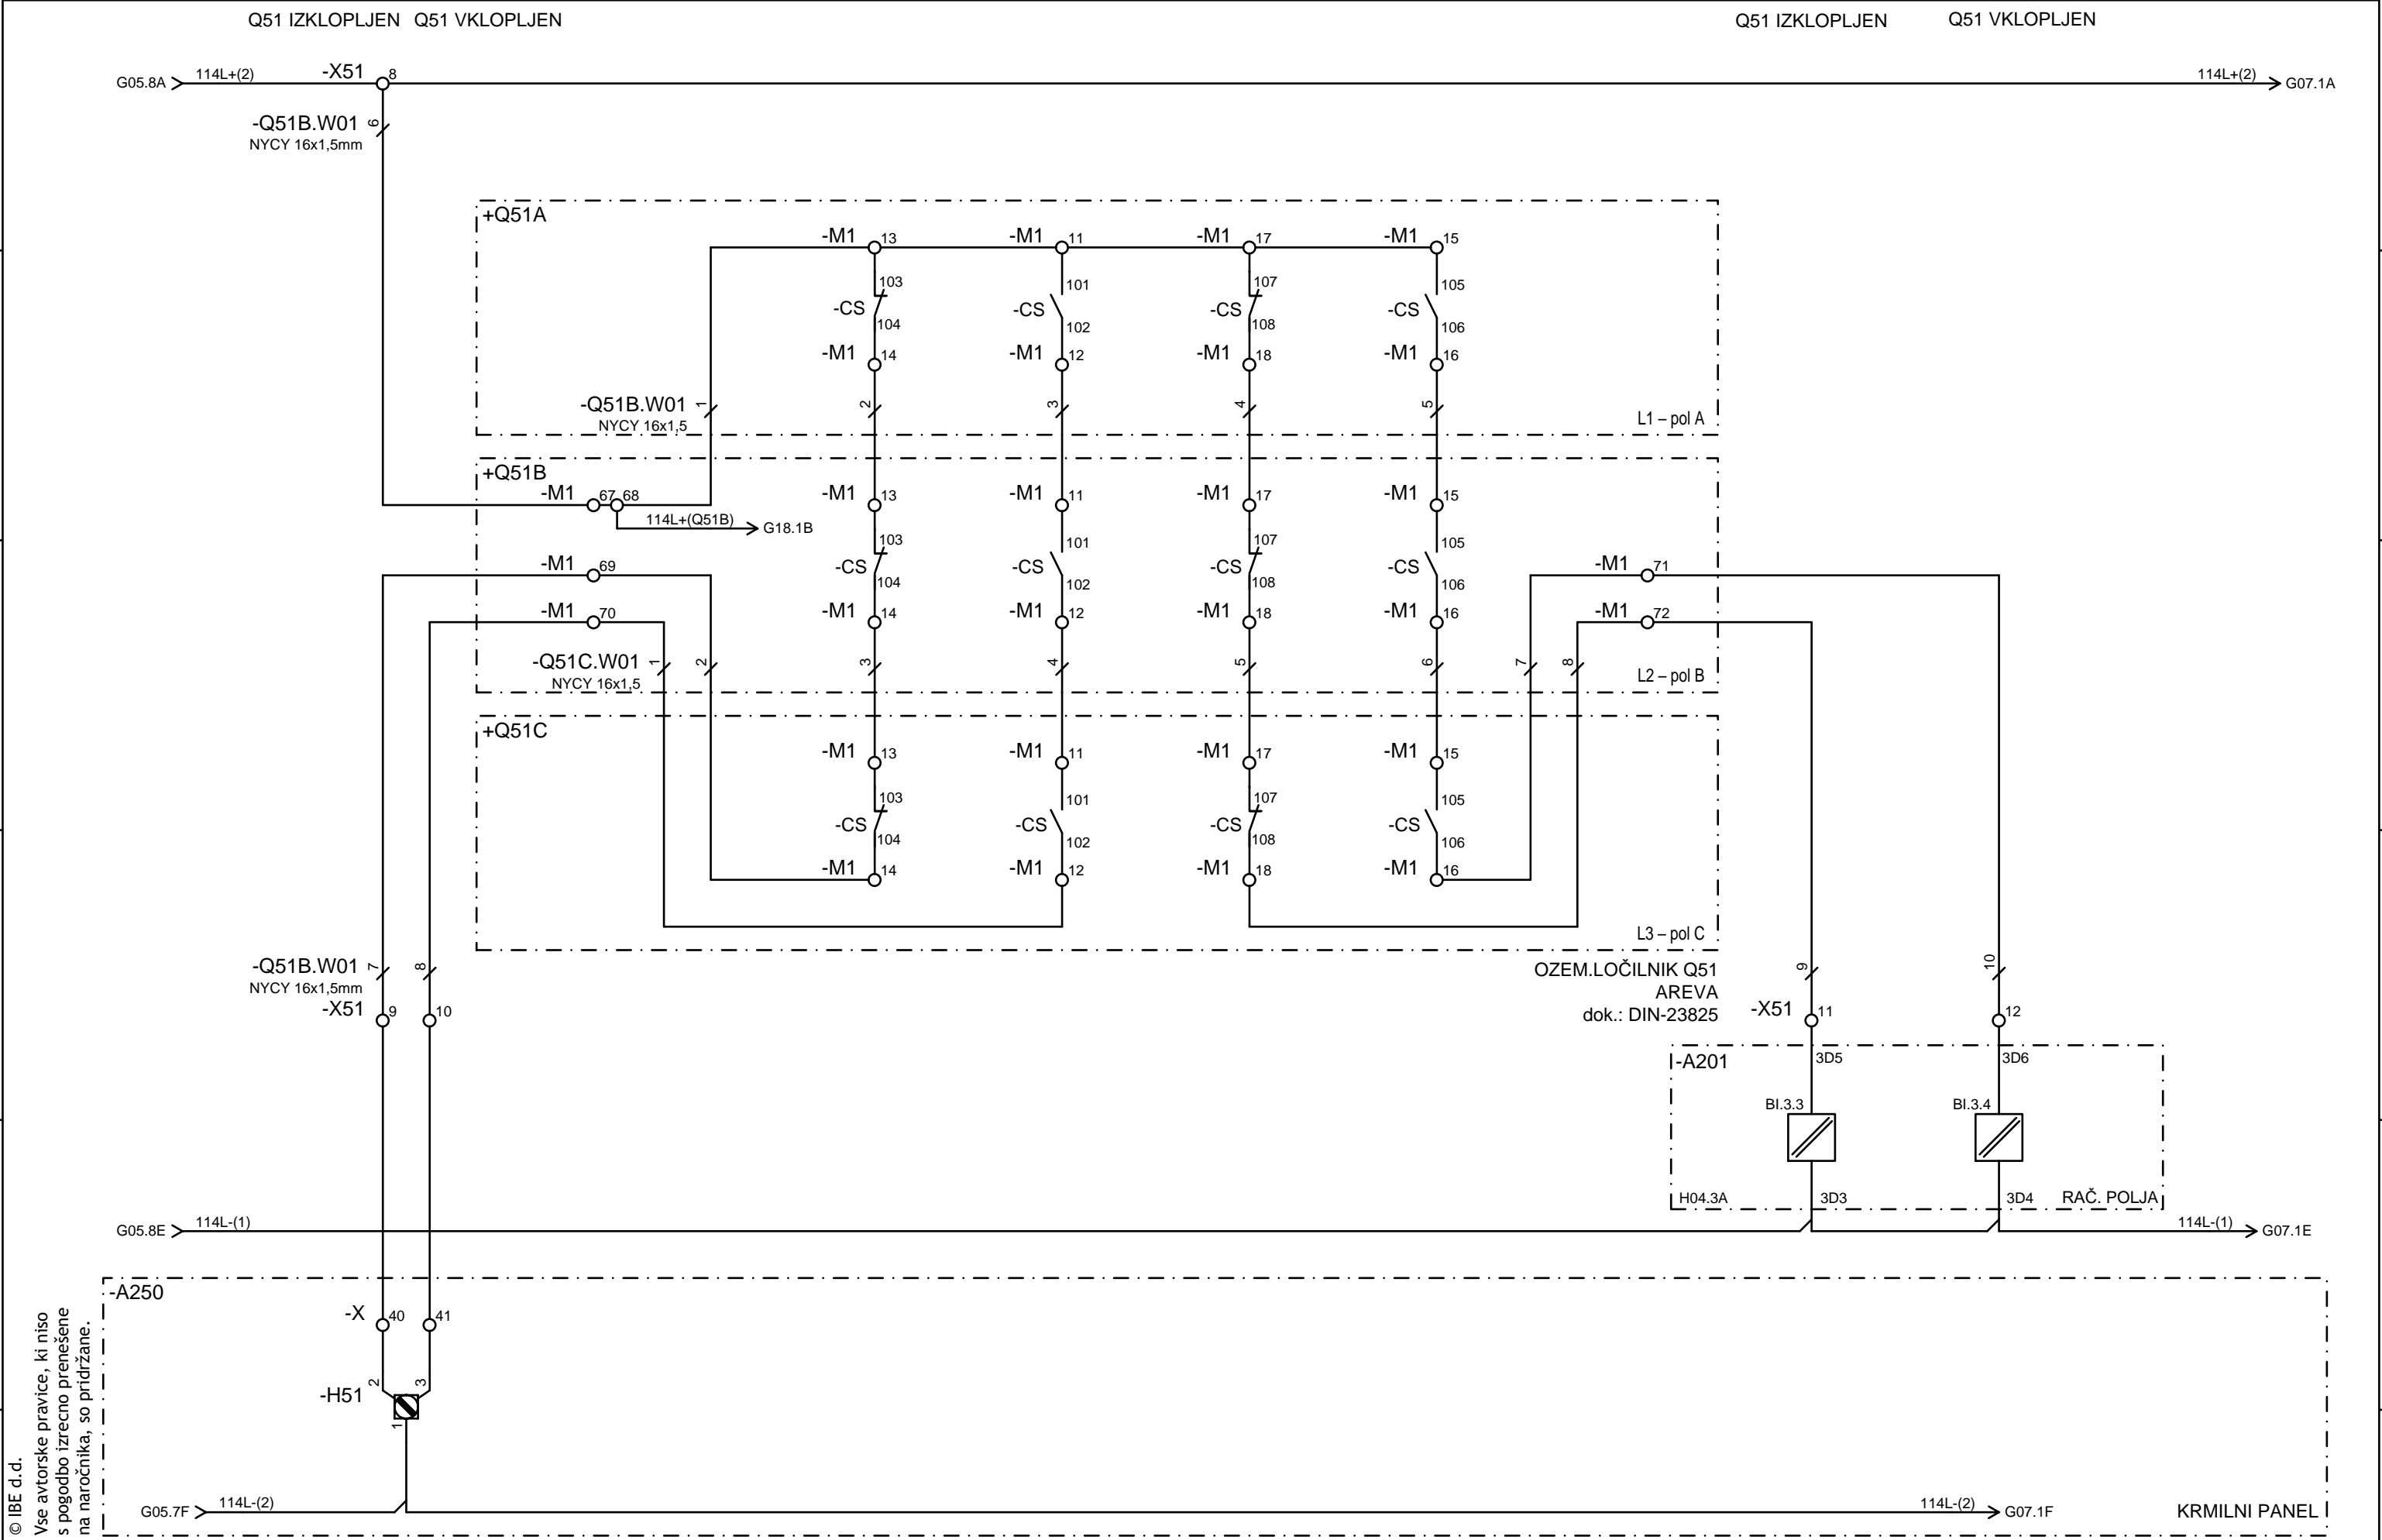 Q51 IZKLOPLJEN Q51 VKLOPLJEN Q51 IZKLOPLJEN Q51 VKLOPLJEN
G05.8A 114L+(2) -X51 8 114L+(2) G07.1A
-Q51B.W01 6
NYCY 16x1,5mm
+Q51A
-M1 13 -M1 11 -M1 17 -M1 15
103 101 107 105
-CS -CS -CS -CS
104 102 108 106
-M1 14 -M1 12 -M1 18 -M1 16
-Q51B.W01 1 2 3 4 5
NYCY 16x1,5 L1 – pol A
+Q51B
-M1 67 68 -M1 13 -M1 11 -M1 17 -M1 15
114L+(Q51B) G18.1B
103 101 107 105
-M1 69 -CS -CS -CS -CS -M1 71
104 102 108 106
-M1 70 -M1 14 -M1 12 -M1 18 -M1 16 -M1 72
-Q51C.W01 1 2 3 4 5 6 7 8
NYCY 16x1,5 L2 – pol B
+Q51C
-M1 13 -M1 11 -M1 17 -M1 15
103 101 107 105
-CS -CS -CS -CS
104 102 108 106
-M1 14 -M1 12 -M1 18 -M1 16
L3 – pol C
-Q51B.W01 7 8 OZEM.LOČILNIK Q51 9 10
NYCY 16x1,5mm AREVA
-X51 9 10 dok.: DIN-23825 -X51 11 12
-A201 3D5 3D6
BI.3.3 BI.3.4
H04.3A 3D3 3D4 RAČ. POLJA
G05.8E 114L-(1) 114L-(1) G07.1E
-A250
-X 40 41
2 3
-H51
1
G05.7F 114L-(2) 114L-(2) G07.1F KRMILNI PANEL
© IBE d.d.
Vse avtorske pravice, ki niso
s pogodbo izrecno prenešene
na naročnika, so pridržane.